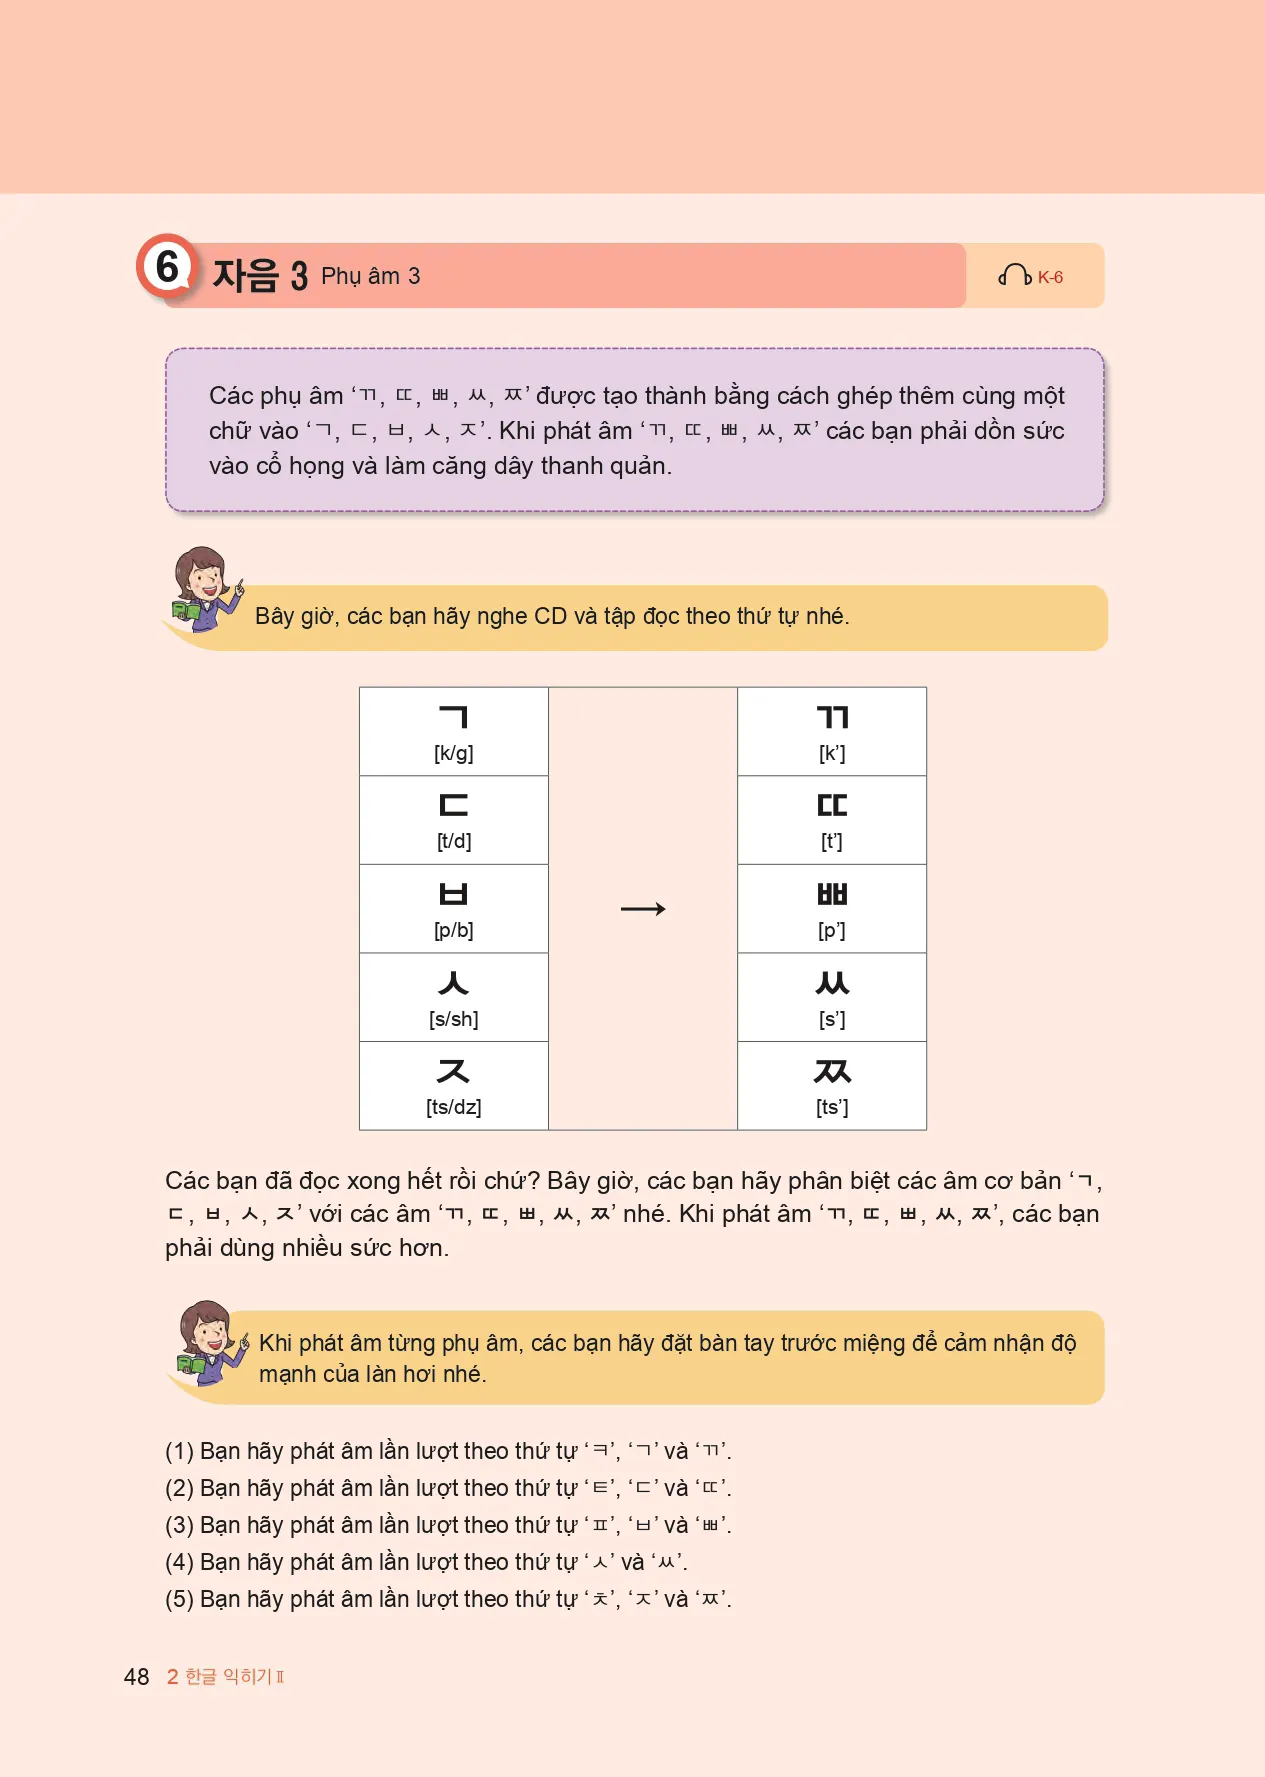 6 자음 3 Phụ âm 3 K-6
Các phụ âm ‘ㄲ, ㄸ, ㅃ, ㅆ, ㅉ’ được tạo thành bằng cách ghép thêm cùng một
chữ vào ‘ㄱ, ㄷ, ㅂ, ㅅ, ㅈ’. Khi phát âm ‘ㄲ, ㄸ, ㅃ, ㅆ, ㅉ’ các bạn phải dồn sức
vào cổ họng và làm căng dây thanh quản.
Bây giờ, các bạn hãy nghe CD và tập đọc theo thứ tự nhé.
ㄱ ㄲ
[k/g] [k’]
ㄷ ㄸ
[t/d] [t’]
ㅂ ㅃ
[p/b] → [p’]
ㅅ ㅆ
[s/sh] [s’]
ㅈ ㅉ
[ts/dz] [ts’]
Các bạn đã đọc xong hết rồi chứ? Bây giờ, các bạn hãy phân biệt các âm cơ bản ‘ㄱ,
ㄷ, ㅂ, ㅅ, ㅈ’ với các âm ‘ㄲ, ㄸ, ㅃ, ㅆ, ㅉ’ nhé. Khi phát âm ‘ㄲ, ㄸ, ㅃ, ㅆ, ㅉ’, các bạn
phải dùng nhiều sức hơn.
Khi phát âm từng phụ âm, các bạn hãy đặt bàn tay trước miệng để cảm nhận độ
mạnh của làn hơi nhé.
(1) Bạn hãy phát âm lần lượt theo thứ tự ‘ㅋ’, ‘ㄱ’ và ‘ㄲ’.
(2) Bạn hãy phát âm lần lượt theo thứ tự ‘ㅌ’, ‘ㄷ’ và ‘ㄸ’.
(3) Bạn hãy phát âm lần lượt theo thứ tự ‘ㅍ’, ‘ㅂ’ và ‘ㅃ’.
(4) Bạn hãy phát âm lần lượt theo thứ tự ‘ㅅ’ và ‘ㅆ’.
(5) Bạn hãy phát âm lần lượt theo thứ tự ‘ㅊ’, ‘ㅈ’ và ‘ㅉ’.
48 2 한글 익히기 Ⅱ